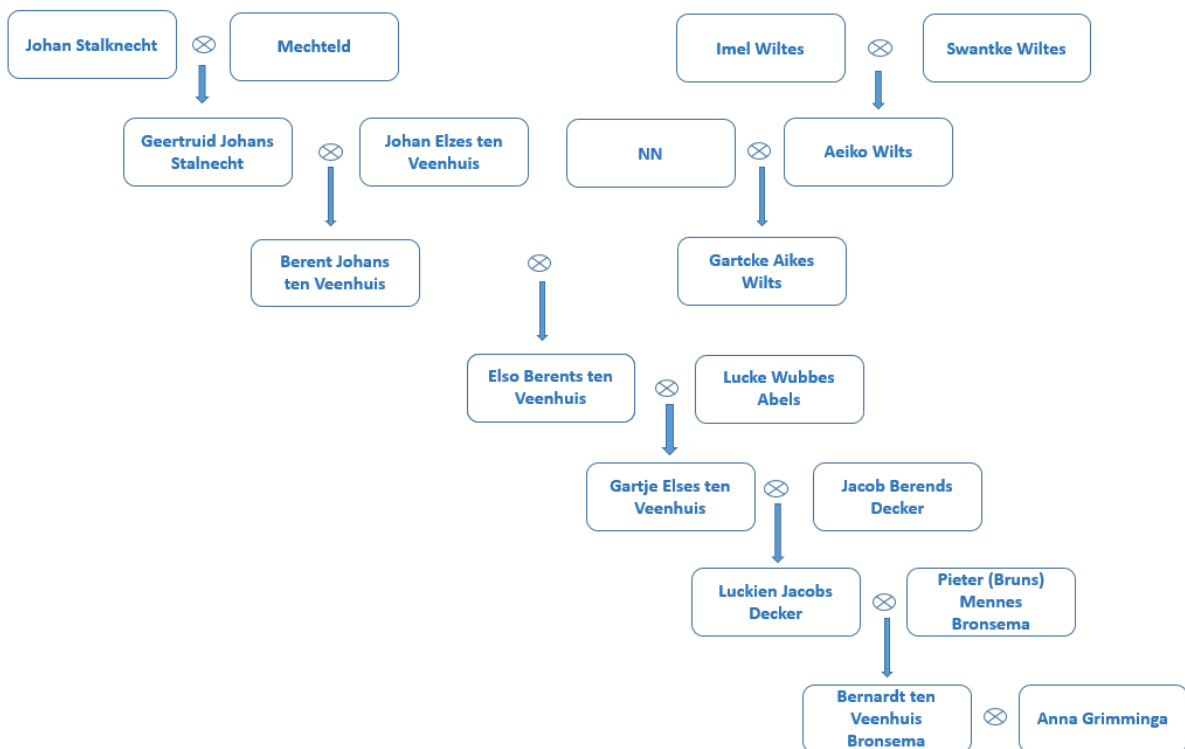 Johan Stalknecht
Mechteld
Imel Wiltes
Swantke Wiltes
Geertruid Johans
Stalnecht
Johan Elzes ten
Veenhuis
NN
Aeiko Wilts
Berent Johans
ten Veenhuis
Gartcke Aikes
Wilts
Elso Berents ten
Veenhuis
Lucke Wubbes
Abels
Gartje Elses ten
Veenhuis
Jacob Berends
Decker
Luckien Jacobs
Decker
Pieter (Bruns)
Mennes
Bronsema
Bernardt ten
Veenhuis
Bronsema
Anna Grimminga